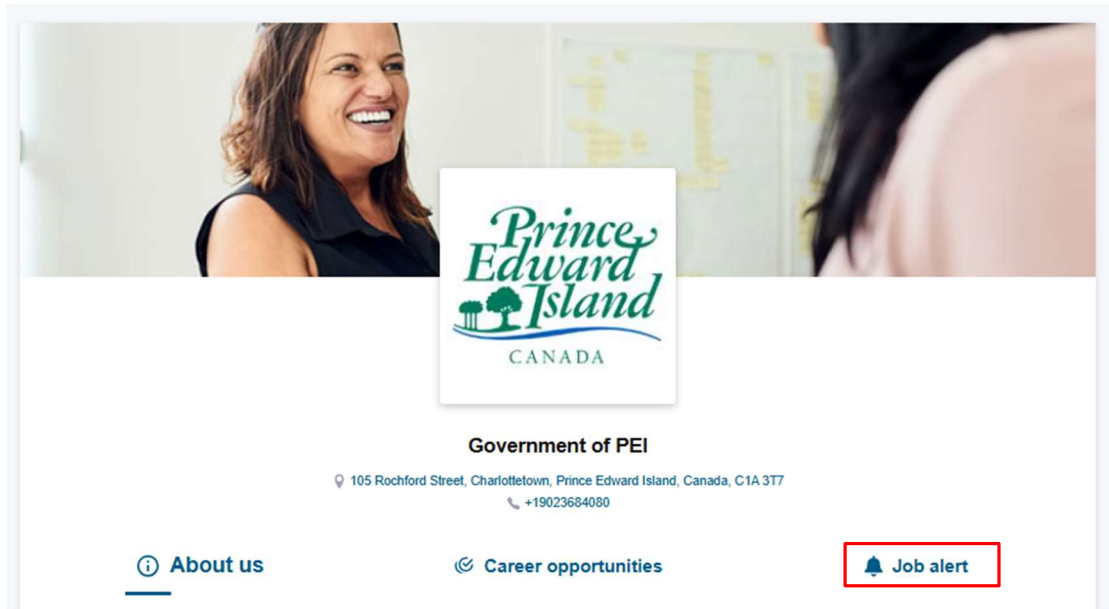 Prince
Edward
Island
CANADA
Government of PEI
105 Rochford Street, Charlottetown, Prince Edward Island, Canada, C1A 3T7
+19023684080
About us
Career opportunities
Job alert